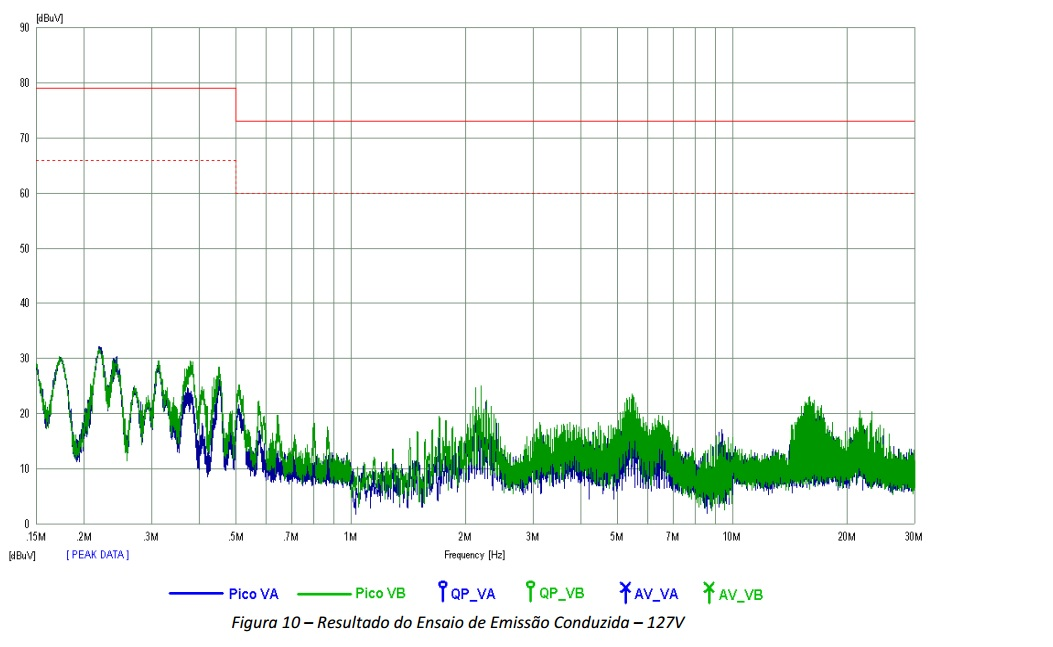 [dBuV]
90
80
70
60
50
40
30
20
10
0
.15M .2M .3M .5M .7M 1M 2M 3M 5M 7M 10M 20M 30M
[dBuV] [ PEAK DATA ] Frequency [Hz]
Pico VA Pico VB QP_VA QP_VB AV_VA AV_VB
Figura 10 – Resultado do Ensaio de Emissão Conduzida – 127V